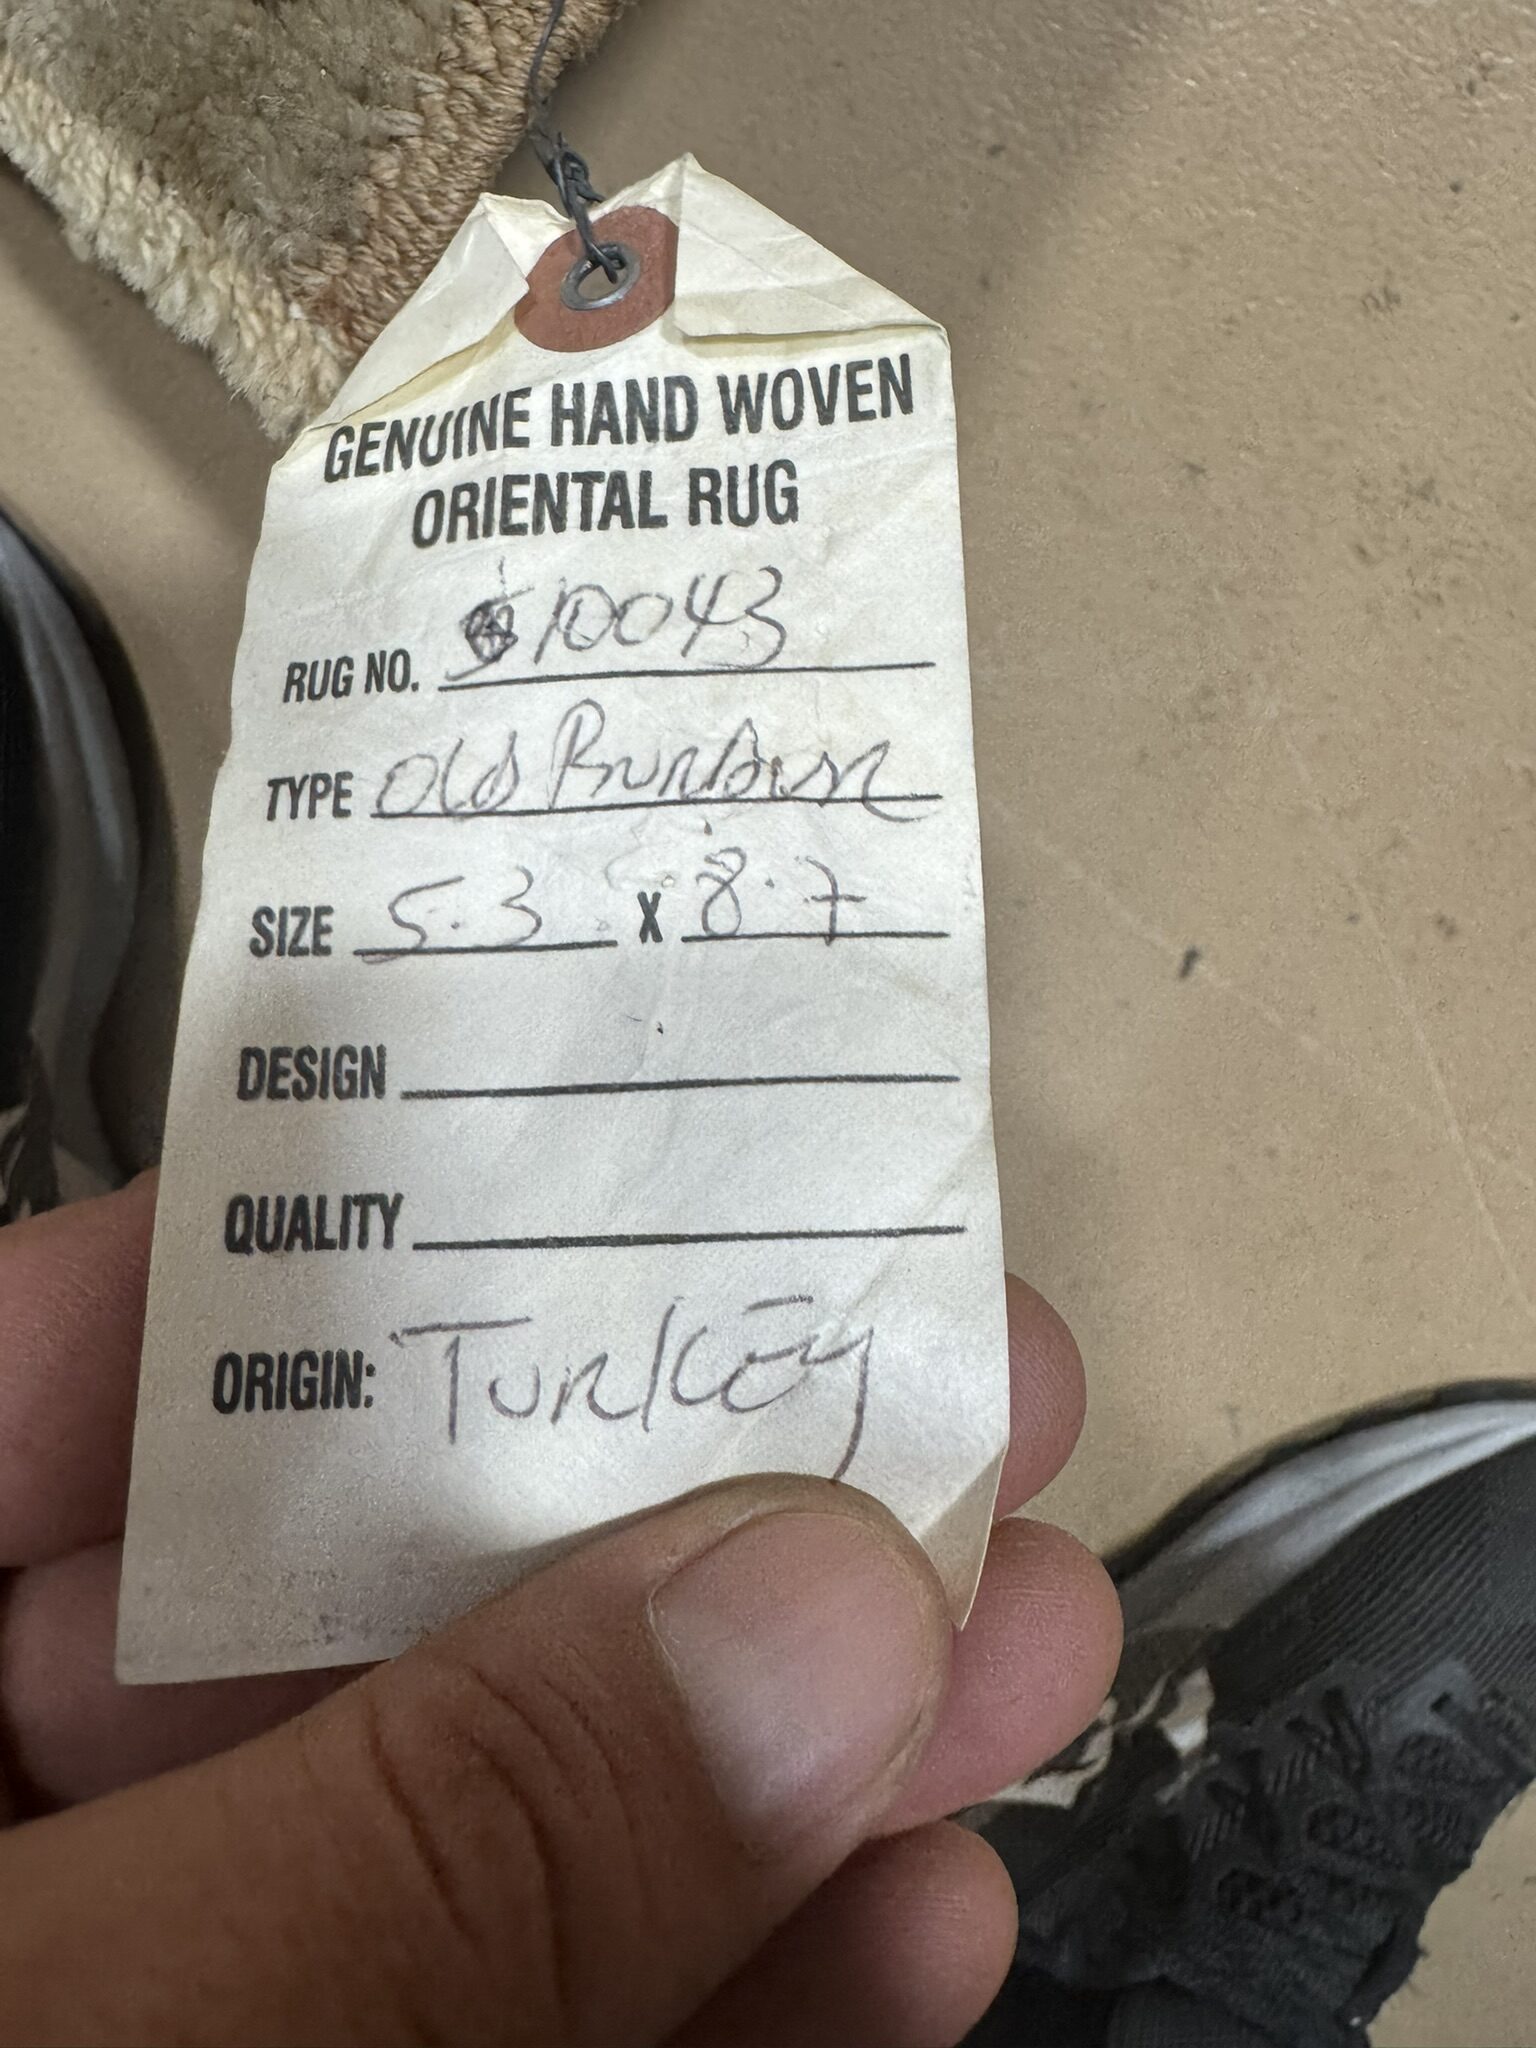 GENUINE HAND WOVEN
ORIENTAL RUG
RUG NO. 10043
TYPE Old
SIZE 5.3 X 8.7
DESIGN
QUALITY
ORIGIN: Turkey